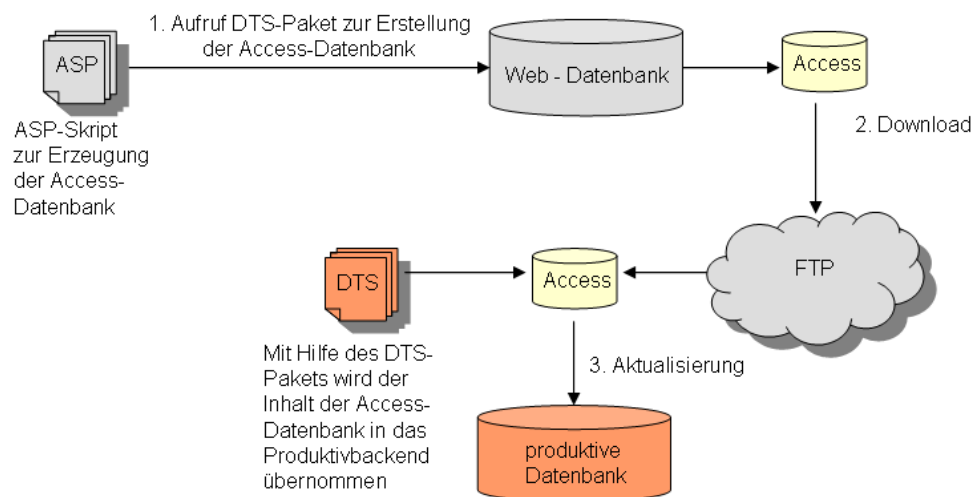 1. Aufruf DTS-Paket zur Erstellung
der Access-Datenbank
ASP
Web - Datenbank
Access
ASP-Skript
zur Erzeugung
der Access-
Datenbank
2. Download
FTP
DTS
Access
Mit Hilfe des DTS-
Pakets wird der
Inhalt der Access-
Datenbank in das
Produktivbackend
übernommen
3. Aktualisierung
produktive
Datenbank